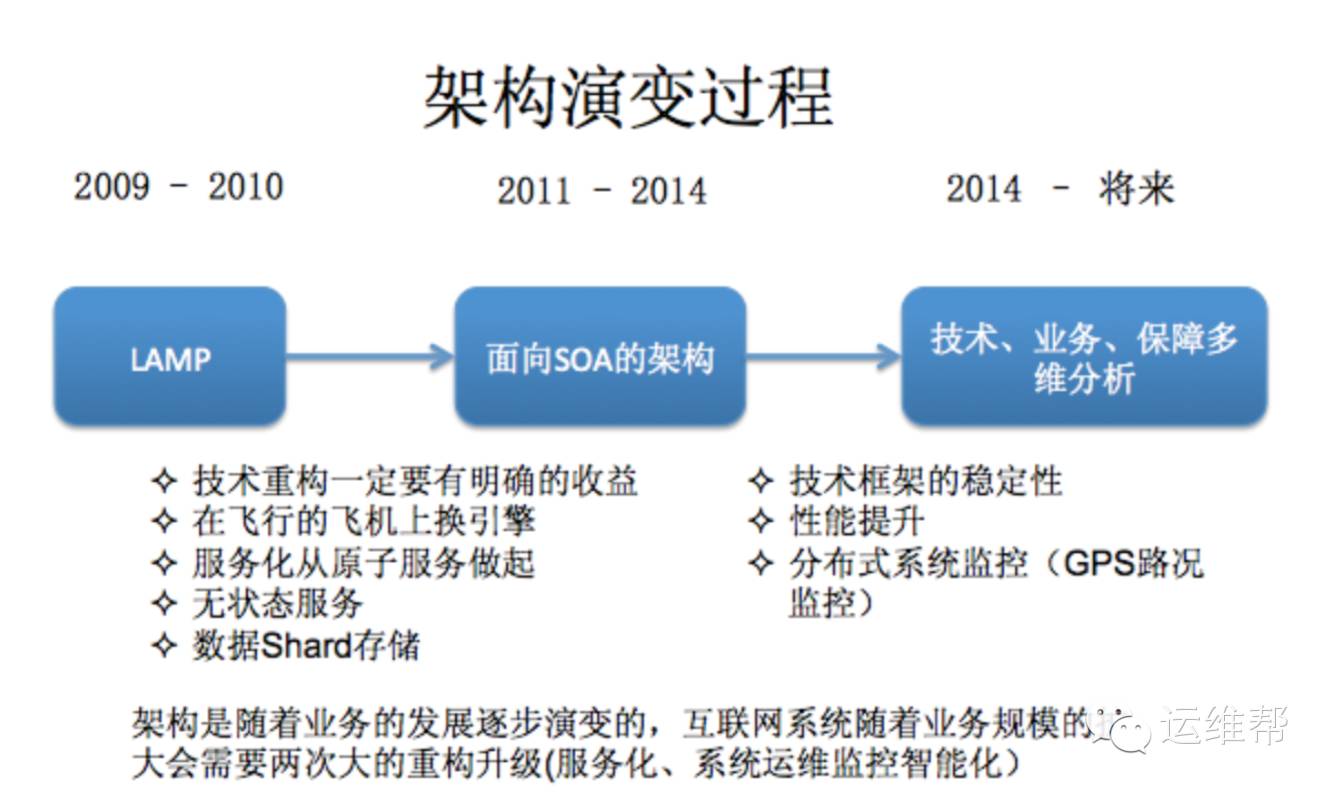 架构演变过程
2009 - 2010
2011 - 2014
2014 - 将来
LAMP
面向SOA的架构
技术、业务、保障多
维分析
✧ 技术重构一定要有明确的收益
✧ 在飞行的飞机上换引擎
✧ 服务化从原子服务做起
✧ 无状态服务
✧ 数据Shard存储
✧ 技术框架的稳定性
✧ 性能提升
✧ 分布式系统监控（GPS路况
监控）
架构是随着业务的发展逐步演变的，互联网系统随着业务规模的
大会需要两次大的重构升级(服务化、系统运维监控智能化）
运维帮